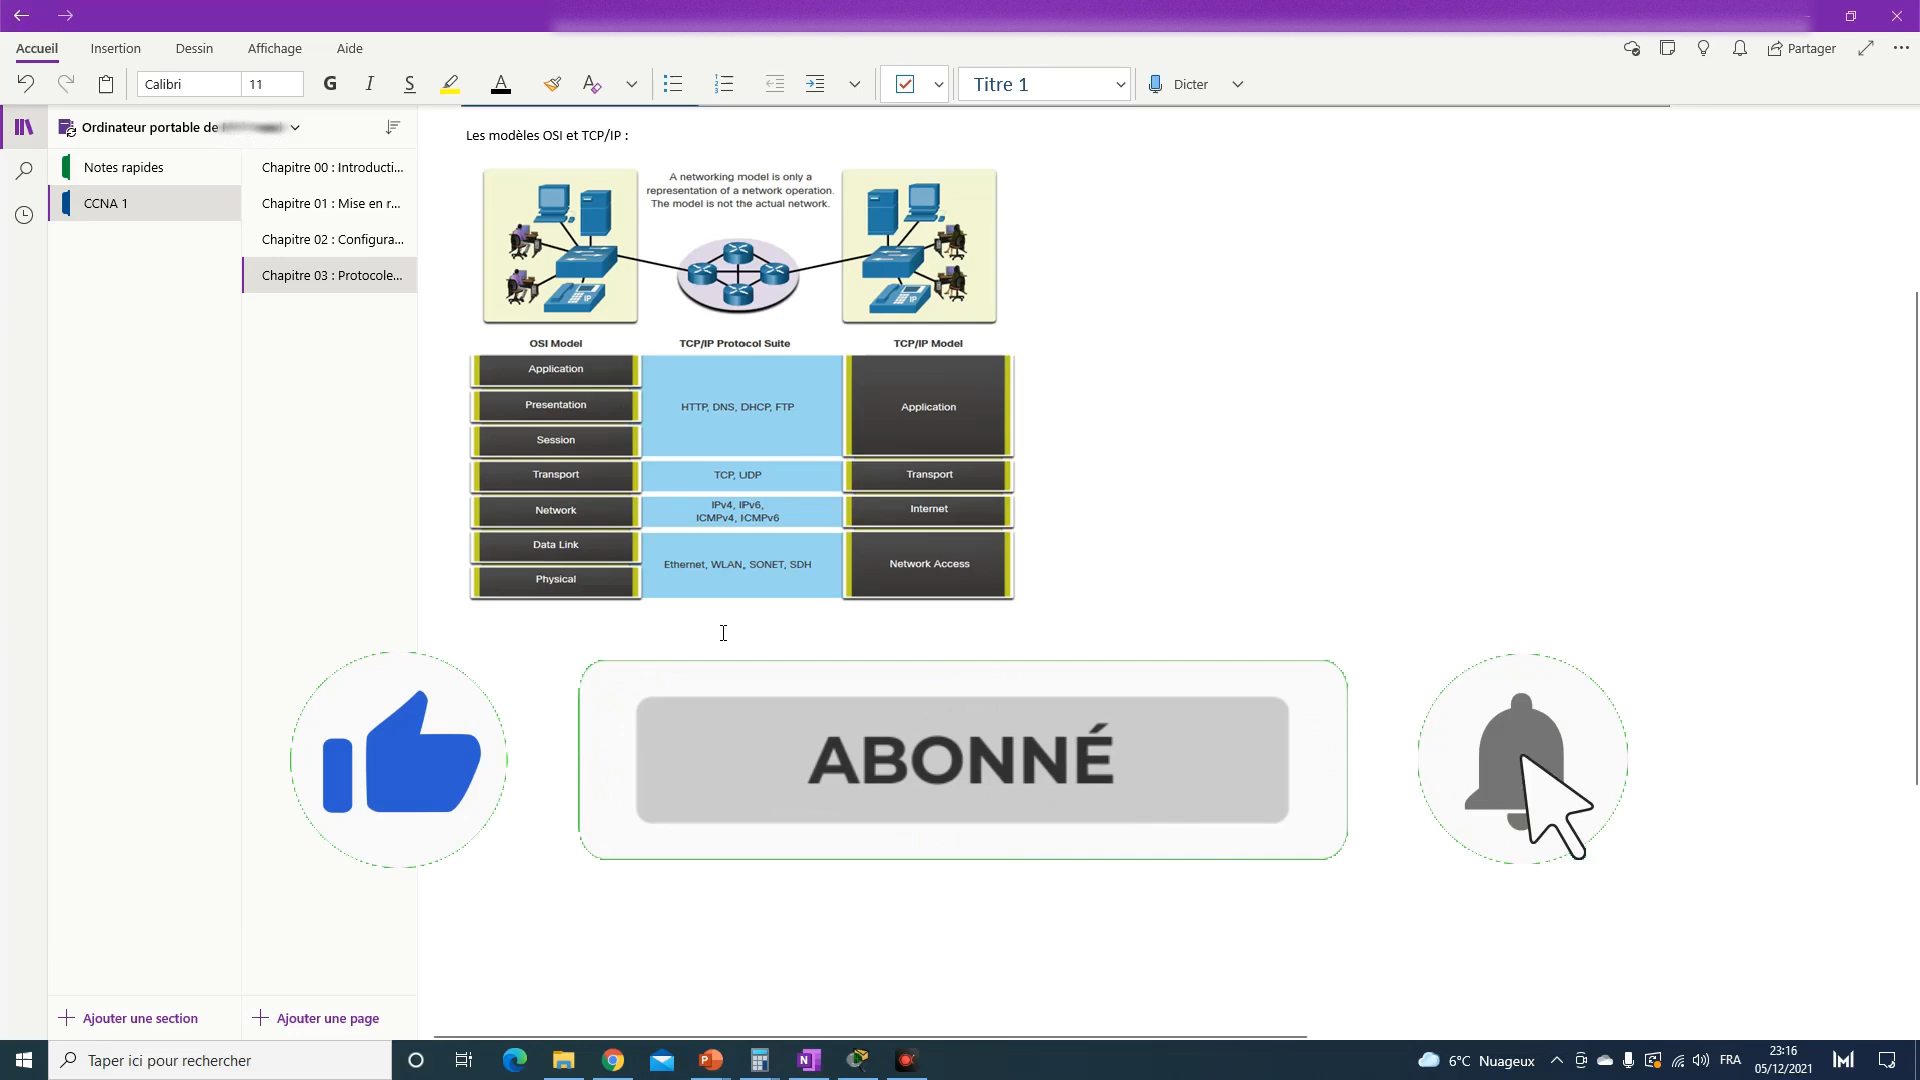 Accueil
Insertion
Dessin
Affichage
Aide
Partager
Calibri
11
G
I
S
A
A
Titre 1
Dicter
Ordinateur portable de
Notes rapides
CCNA 1
Chapitre 00 : Introducti...
Chapitre 01 : Mise en r...
Chapitre 02 : Configura...
Chapitre 03 : Protocole...
Les modèles OSI et TCP/IP :
A networking model is only a
representation of a network operation.
The model is not the actual network.
IP
IP
OSI Model
TCP/IP Protocol Suite
TCP/IP Model
Application
Presentation
Session
Transport
Network
Data Link
Physical
HTTP, DNS, DHCP, FTP
TCP, UDP
IPv4, IPv6,
ICMPv4, ICMPv6
Ethernet, WLAN, SONET, SDH
Application
Transport
Internet
Network Access
ABONNÉ
Ajouter une section
Ajouter une page
Taper ici pour rechercher
6°C Nuageux
FRA
23:16
05/12/2021